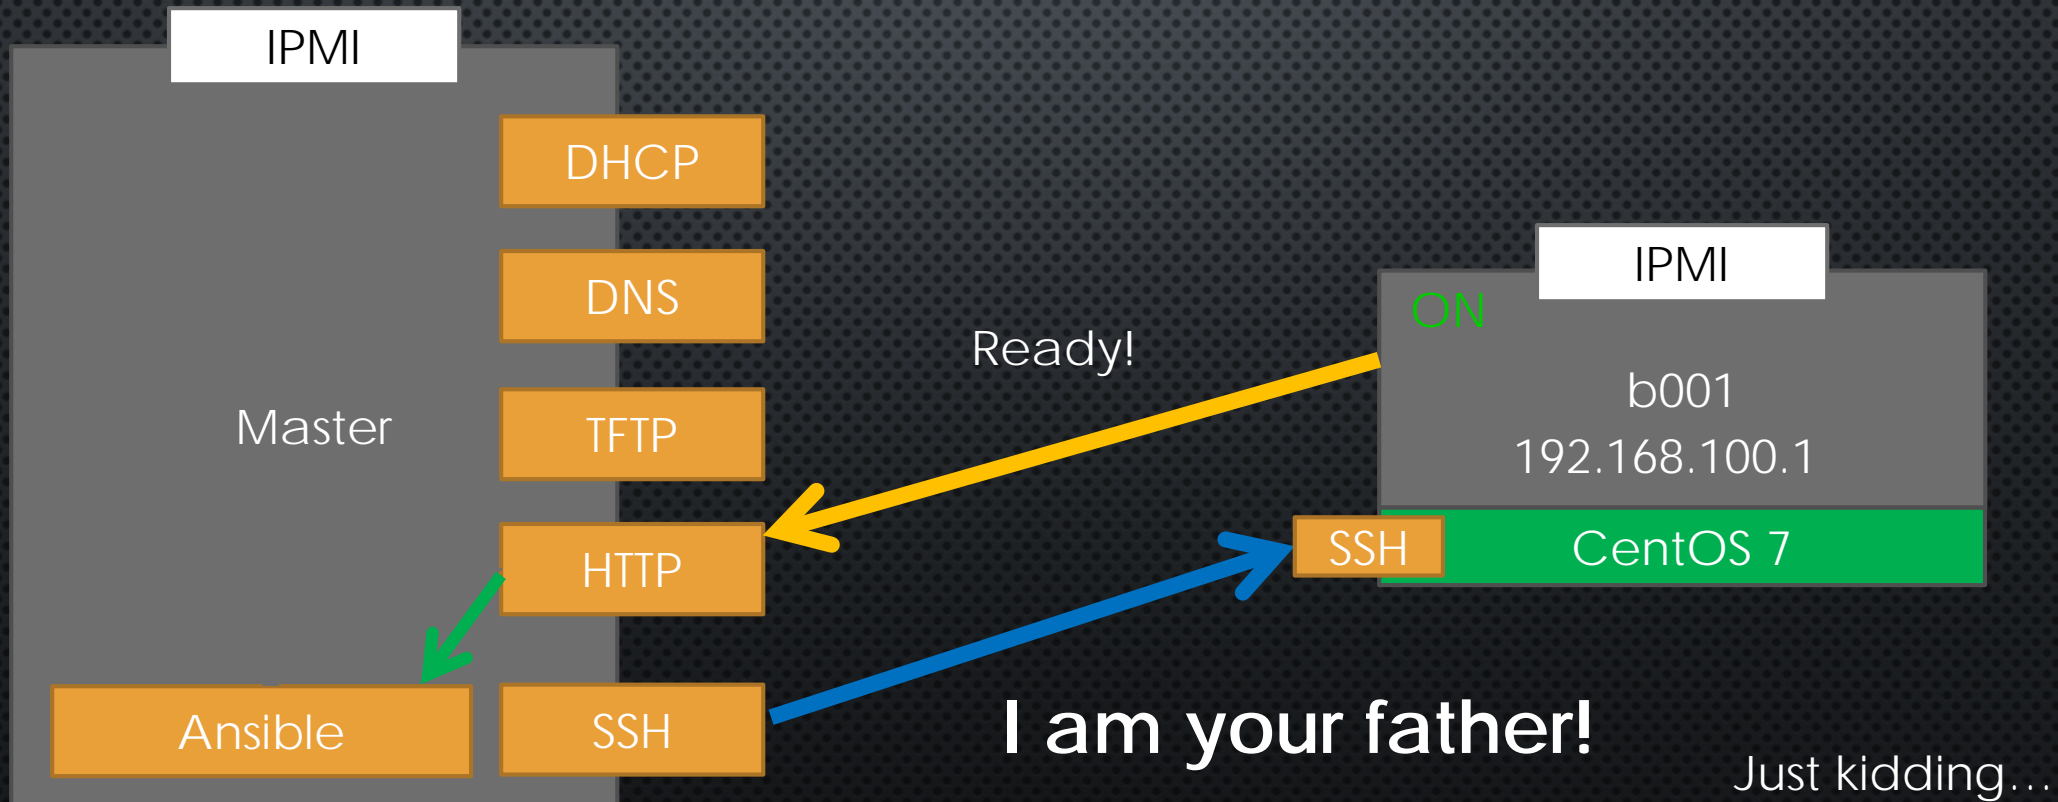 IPMI
DHCP
DNS
TFTP
Master
HTTP
Ansible
SSH
Ready!
IPMI
ON
b001
192.168.100.1
SSH
CentOS 7
I am your father!
Just kidding...